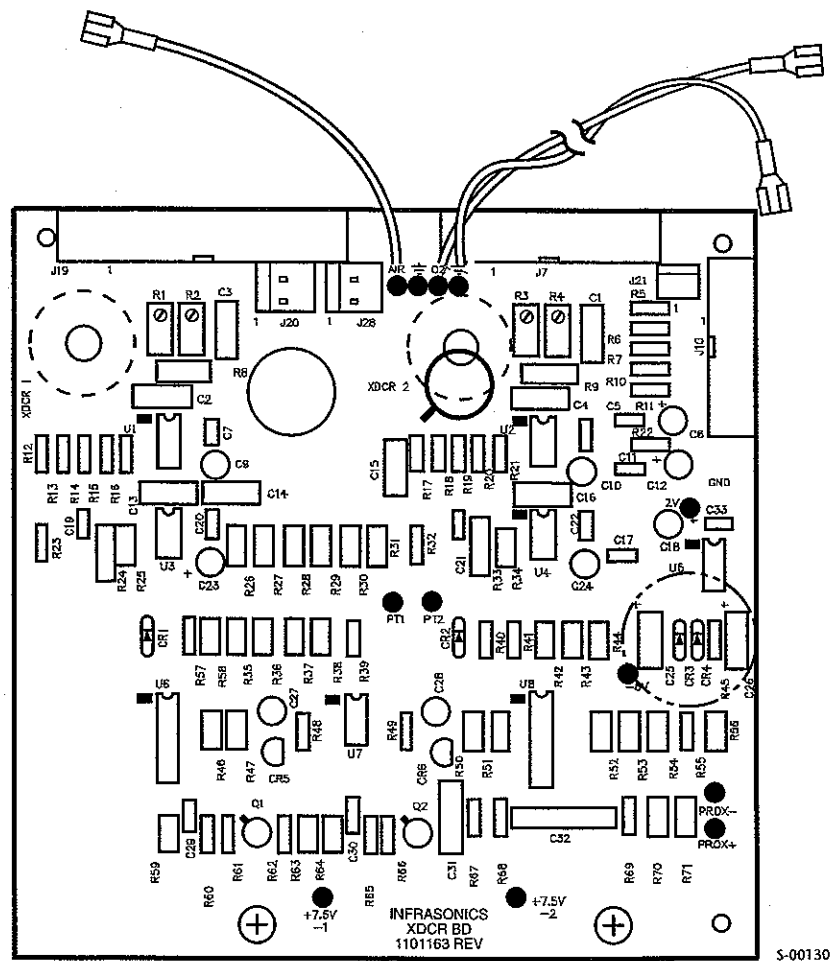 J19 1 AIR O2 1 J7
R1 R2 C3 1 J20 1 J28 R3 R4 C1 J21 1 R5 1
R6
R7 J10
XDCR 1 R8 XDCR 2 R9 R10
C2 C4 C5 R11 + C6
U1 C7 U2 R22
R12 C9 C15 R21 C11 + C12 GND
R13 R14 R15 R16 R17 R18 R19 R20 C10
C13 C14 C16 2V +
R23 C19 C20 R31 R32 C22 C17 C18 C33
U3 C21 U4 U6
R24 R25 + C23 R26 R27 R28 R29 R30 R33 R34 C24
PT1 PT2 + +
CR1 CR2 R40 R41 R44
R57 R58 R35 R36 R37 R38 R39 R42 R43 C25 CR3 CR4 R45 C26
-5V
U6 C27 C28 U8
R48 R49 R56
R46 R47 CR5 U7 CR6 R50 R51 R52 R53 R54 R55
PROX-
Q1 Q2 PROX+
C29 C30 C32
R59 R60 R61 R62 R63 R64 R65 R66 C31 R67 R68 R69 R70 R71
+7.5V
-1
+7.5V
-2
INFRASONICS
XDCR BD
1101163 REV
S-00130